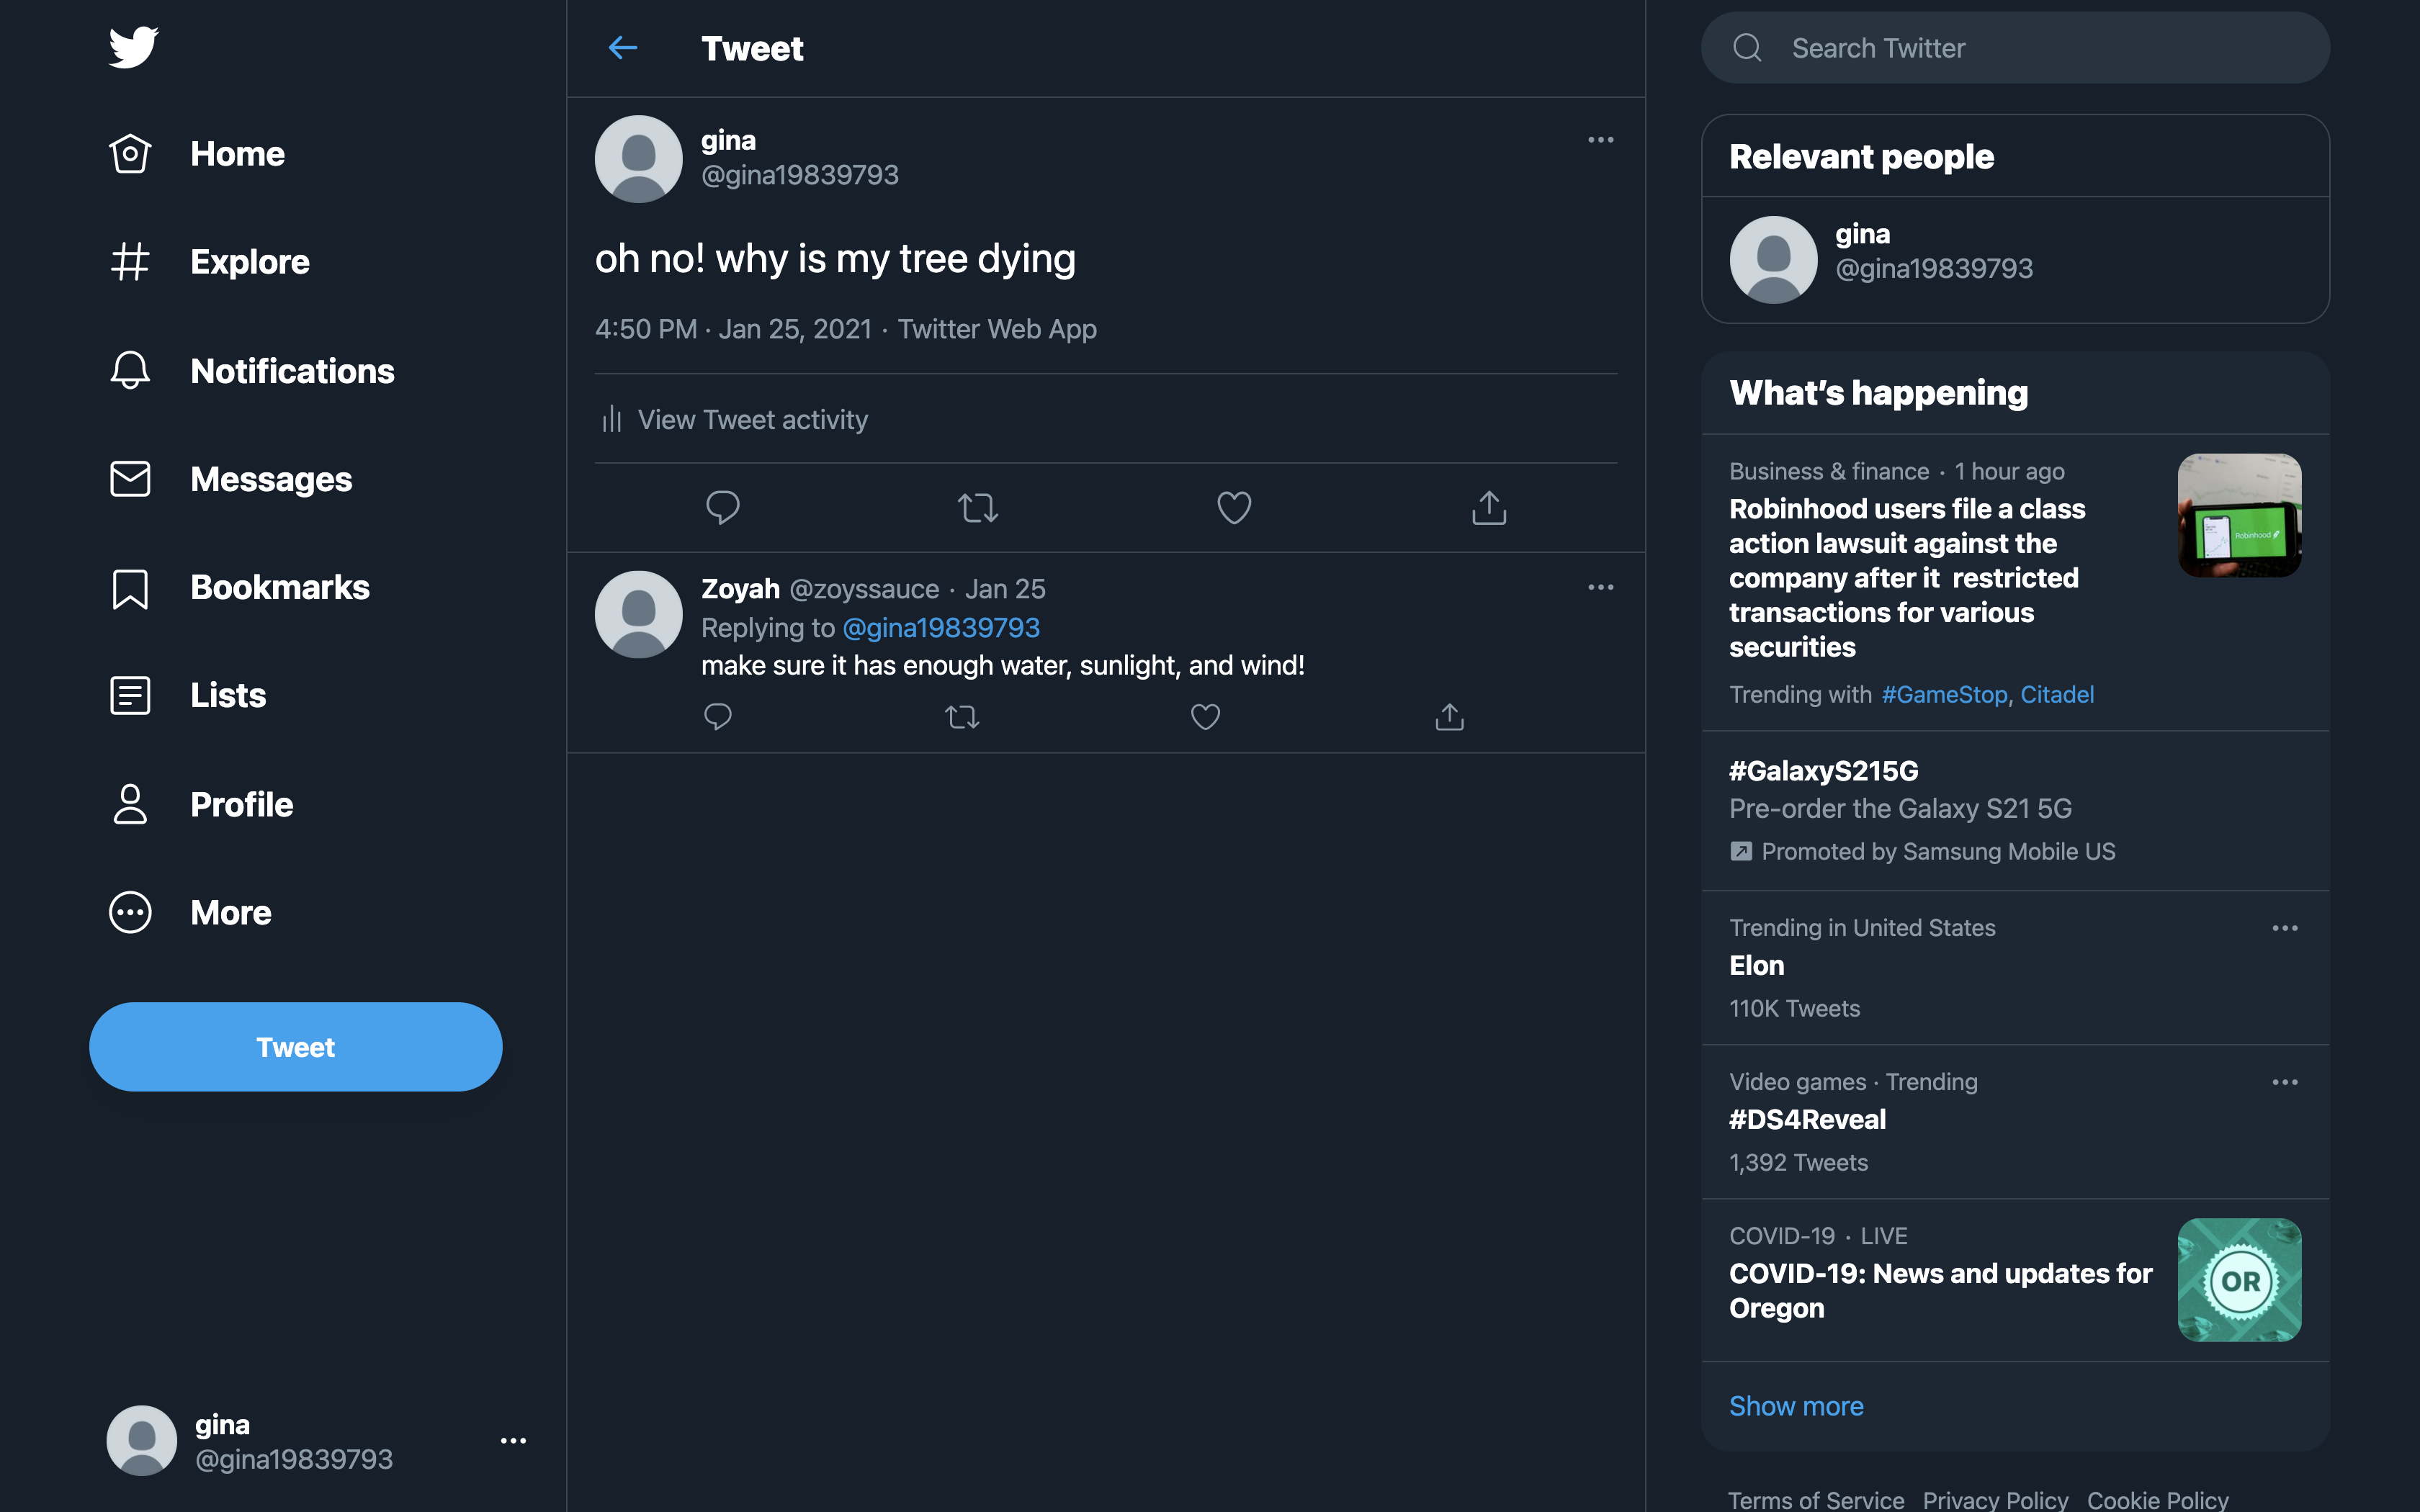 Home
Explore
Notifications
Messages
Bookmarks
Lists
Profile
More
Tweet
gina
@gina19839793
Tweet
gina
@gina19839793
oh no! why is my tree dying
4:50 PM · Jan 25, 2021 · Twitter Web App
View Tweet activity
Zoyah @zoyssauce · Jan 25
Replying to @gina19839793
make sure it has enough water, sunlight, and wind!
Search Twitter
Relevant people
gina
@gina19839793
What's happening
Business & finance · 1 hour ago
Robinhood users file a class
action lawsuit against the
company after it restricted
transactions for various
securities
Robinhood
Trending with #GameStop, Citadel
#GalaxyS215G
Pre-order the Galaxy S21 5G
Promoted by Samsung Mobile US
Trending in United States
Elon
110K Tweets
Video games · Trending
#DS4Reveal
1,392 Tweets
COVID-19 · LIVE
COVID-19: News and updates for
Oregon
OR
Show more
Terms of Service Privacy Policy Cookie Policy